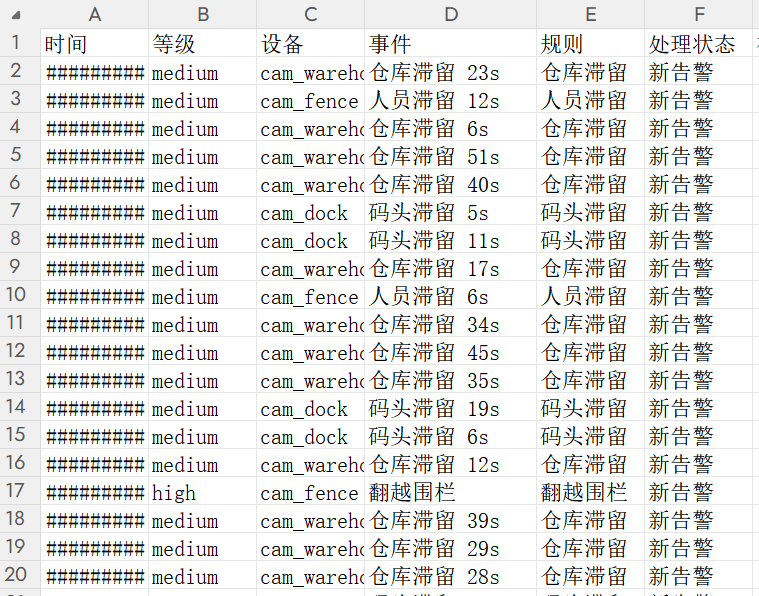 A B C D E F
1 时间 等级 设备 事件 规则 处理状态
2 ######### medium cam_wareho 仓库滞留 23s 仓库滞留 新告警
3 ######### medium cam_fence 人员滞留 12s 人员滞留 新告警
4 ######### medium cam_wareho 仓库滞留 6s 仓库滞留 新告警
5 ######### medium cam_wareho 仓库滞留 51s 仓库滞留 新告警
6 ######### medium cam_wareho 仓库滞留 40s 仓库滞留 新告警
7 ######### medium cam_dock 码头滞留 5s 码头滞留 新告警
8 ######### medium cam_dock 码头滞留 11s 码头滞留 新告警
9 ######### medium cam_wareho 仓库滞留 17s 仓库滞留 新告警
10 ######### medium cam_fence 人员滞留 6s 人员滞留 新告警
11 ######### medium cam_wareho 仓库滞留 34s 仓库滞留 新告警
12 ######### medium cam_wareho 仓库滞留 45s 仓库滞留 新告警
13 ######### medium cam_wareho 仓库滞留 35s 仓库滞留 新告警
14 ######### medium cam_dock 码头滞留 19s 码头滞留 新告警
15 ######### medium cam_dock 码头滞留 6s 码头滞留 新告警
16 ######### medium cam_wareho 仓库滞留 12s 仓库滞留 新告警
17 ######### high cam_fence 翻越围栏 翻越围栏 新告警
18 ######### medium cam_wareho 仓库滞留 39s 仓库滞留 新告警
19 ######### medium cam_wareho 仓库滞留 29s 仓库滞留 新告警
20 ######### medium cam_wareho 仓库滞留 28s 仓库滞留 新告警